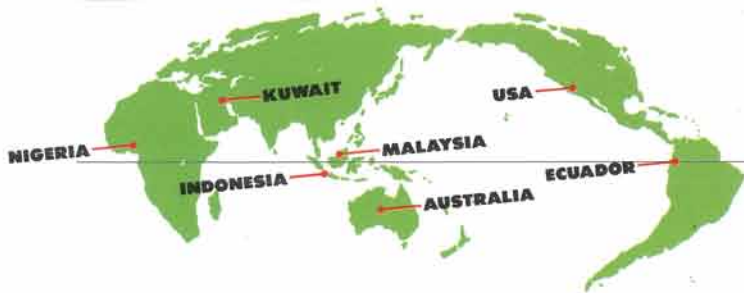 KUWAIT
USA
NIGERIA
MALAYSIA
INDONESIA
ECUADOR
AUSTRALIA